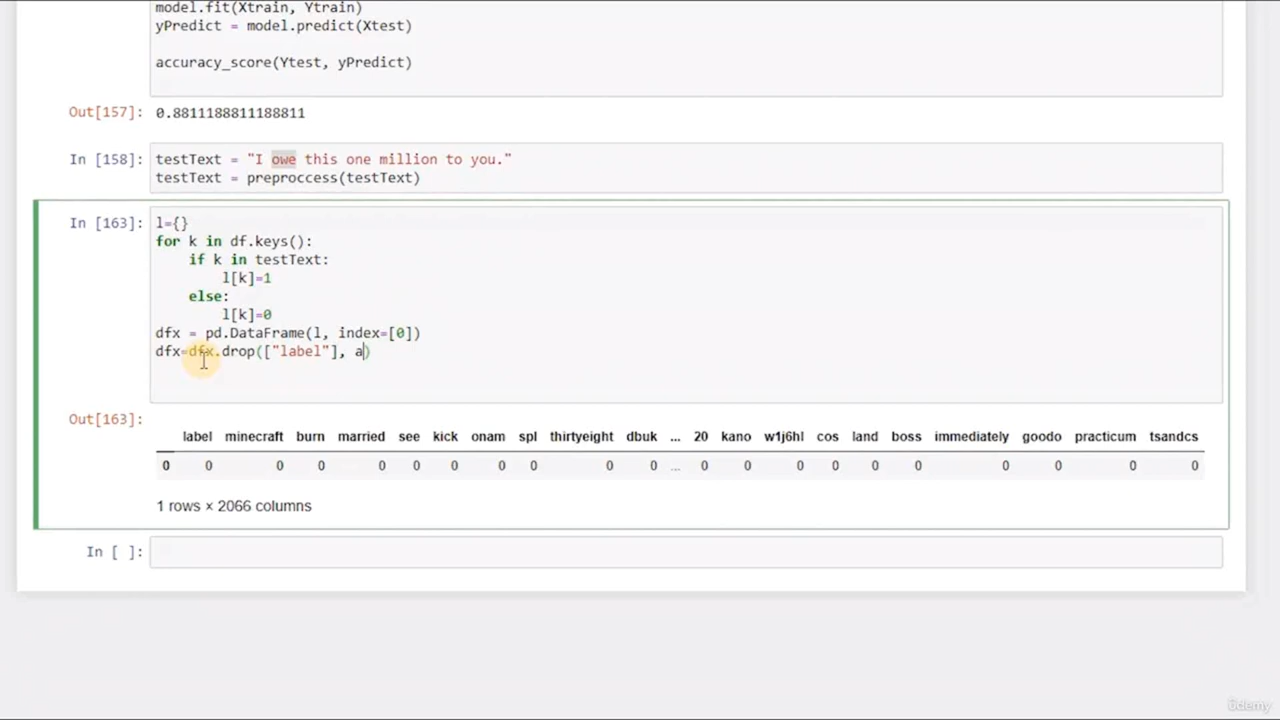 model.fit(Xtrain, Ytrain)
yPredict = model.predict(Xtest)
accuracy_score(Ytest, yPredict)
Out[157]: 0.8811188811188811
In [158]: testText = "I owe this one million to you."
testText = preproccess(testText)
In [163]: l={}
for k in df.keys():
if k in testText:
l[k]=1
else:
l[k]=0
dfx = pd.DataFrame(l, index=[0])
dfx=dfx.drop(["label"], a)
Out[163]:
label minecraft burn married see kick onam spl thirtyeight dbuk ... 20 kano w1j6hl cos land boss immediately goodo practicum tsandcs
0 0 0 0 0 0 0 0 0 0 0 ... 0 0 0 0 0 0 0 0 0 0
1 rows × 2066 columns
In [ ]:
ûdemy